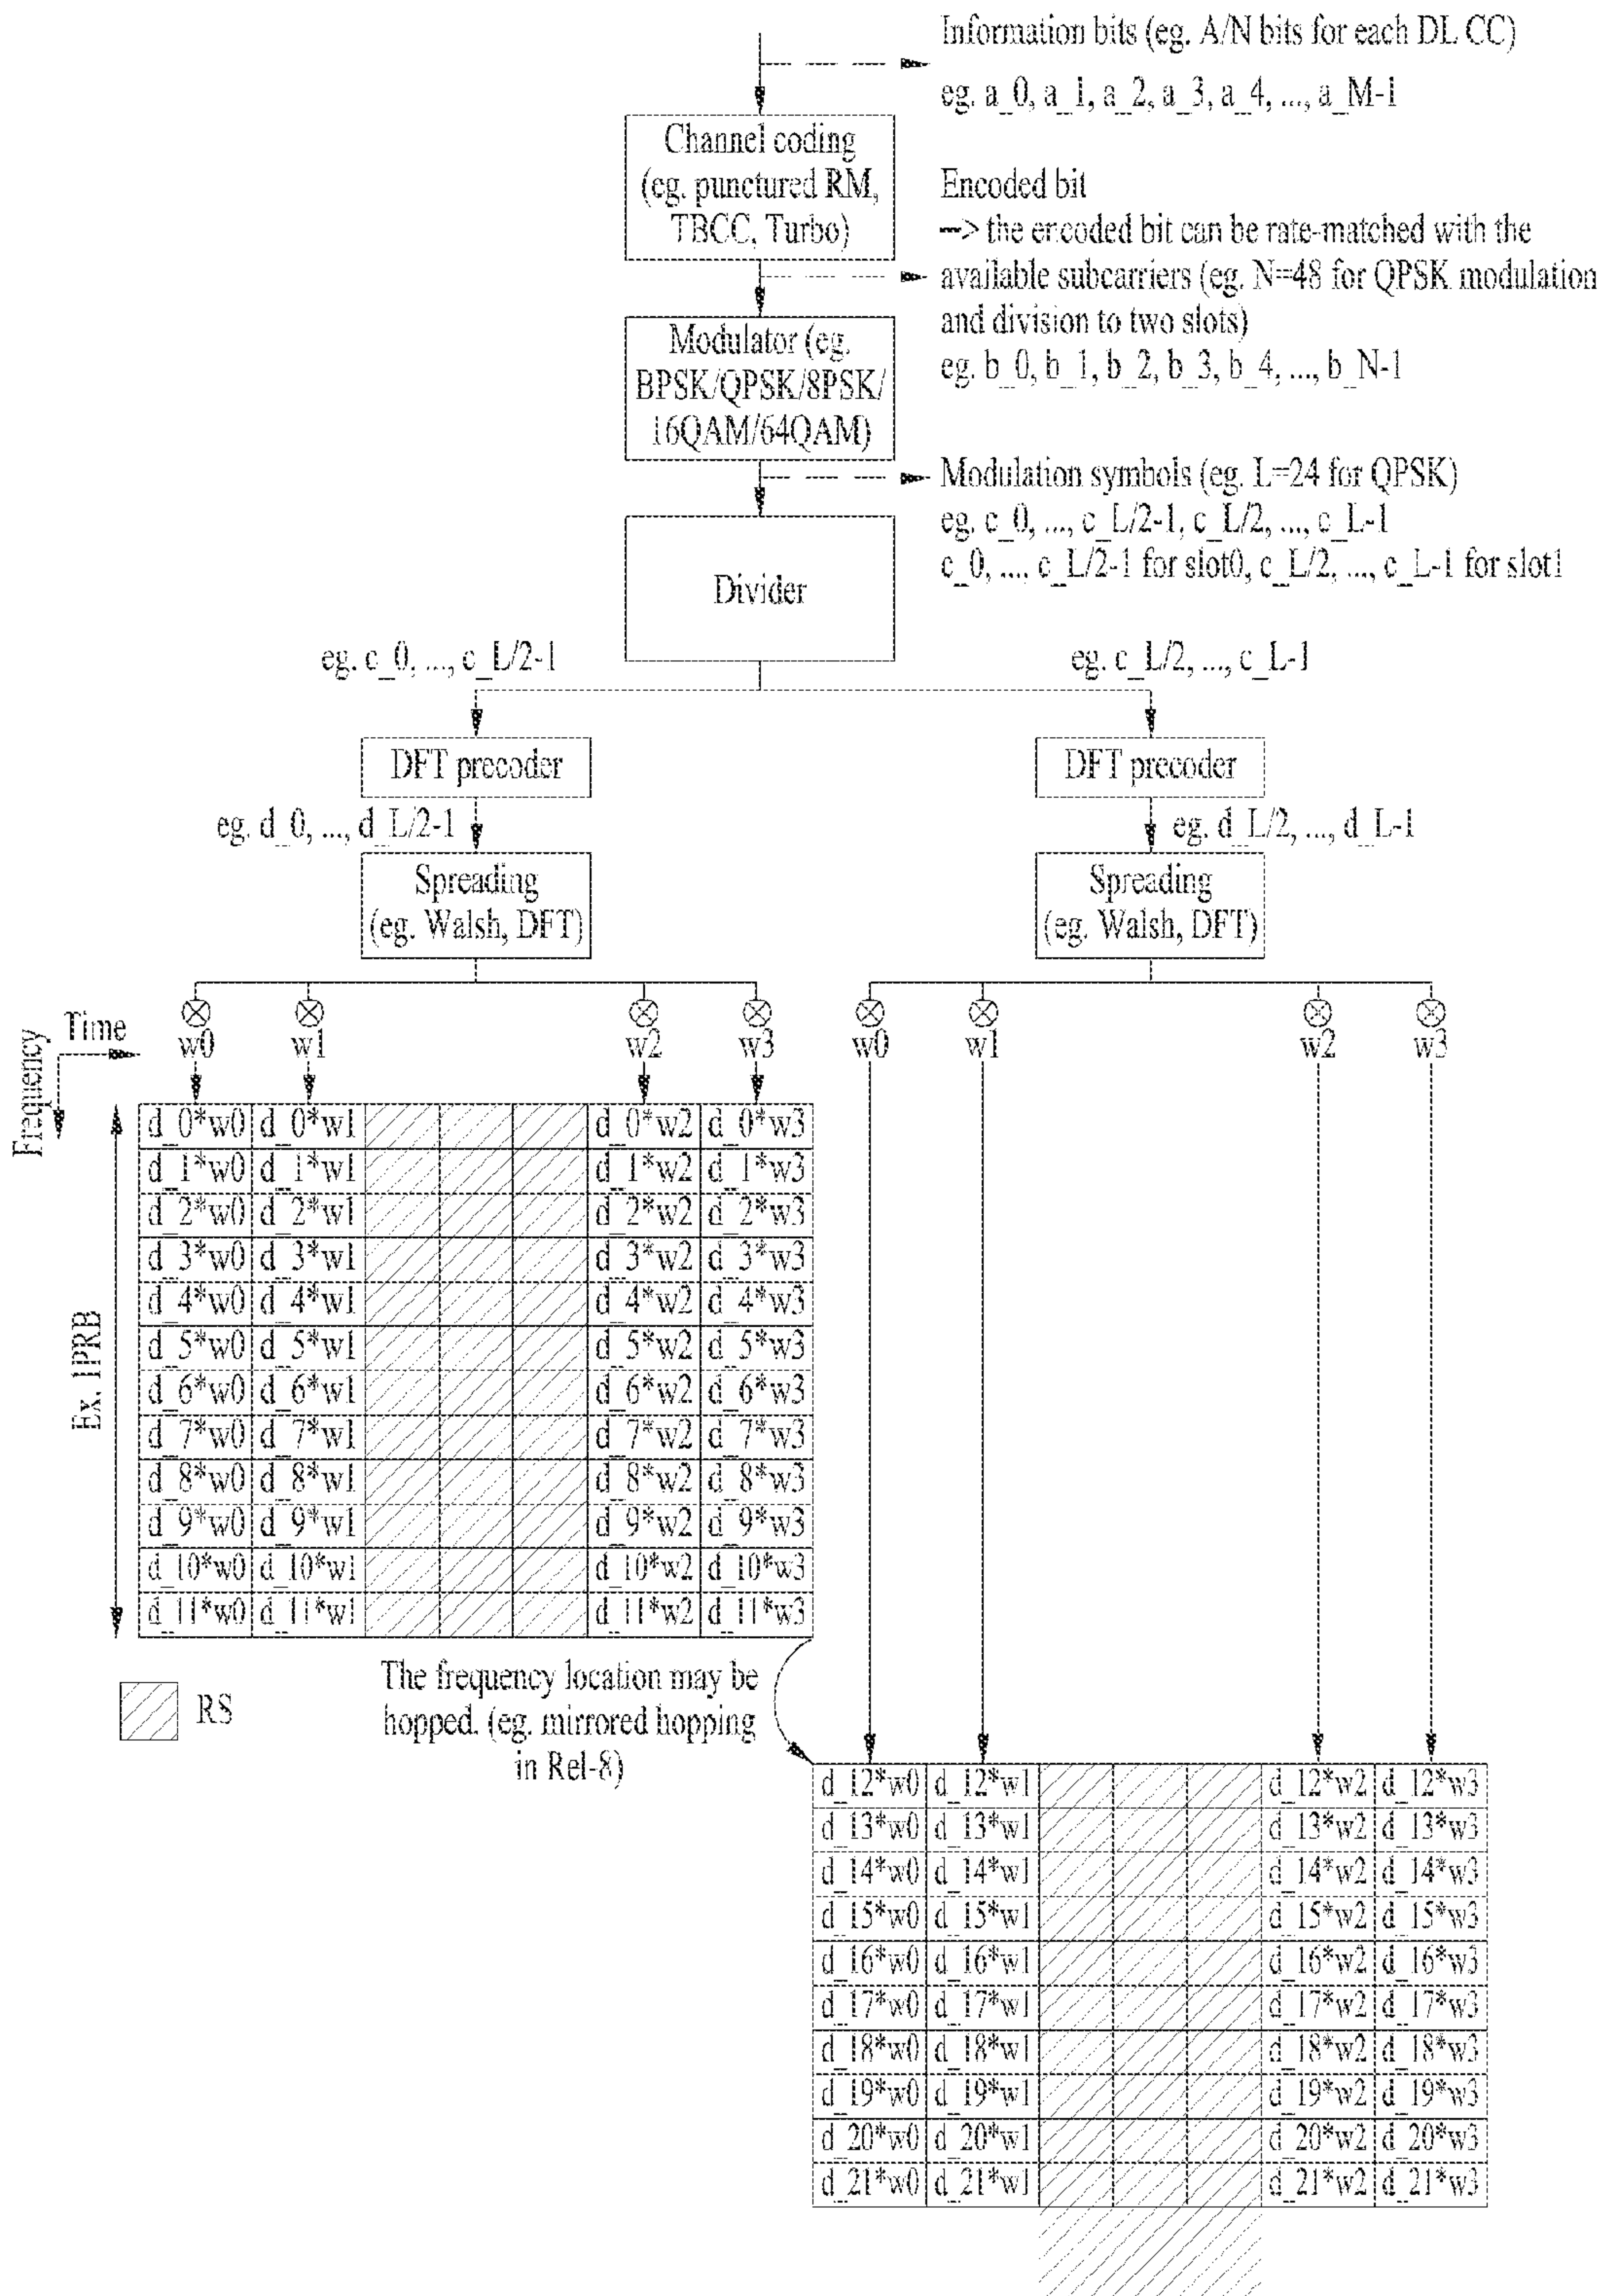 Information bits (eg. A/N bits for each DL CC)
eg. a_0, a_1, a_2, a_3, a_4, ..., a_M-1
Channel coding
(eg. punctured RM,
TBCC, Turbo)
Encoded bit
--> the encoded bit can be rate-matched with the
available subcarriers (eg. N=48 for QPSK modulation
and division to two slots)
eg. b_0, b_1, b_2, b_3, b_4, ..., b_N-1
Modulator (eg.
BPSK/QPSK/8PSK/
16QAM/64QAM)
Modulation symbols (eg. L=24 for QPSK)
eg. c_0, ..., c_L/2-1, c_L/2, ..., c_L-1
c_0, ..., c_L/2-1 for slot0, c_L/2, ..., c_L-1 for slot1
Divider
eg. c_0, ..., c_L/2-1
eg. c_L/2, ..., c_L-1
DFT precoder
DFT precoder
eg. d_0, ..., d_L/2-1
eg. d_L/2, ..., d_L-1
Spreading
(eg. Walsh, DFT)
Spreading
(eg. Walsh, DFT)
Time
Frequency
w0 w1 w2 w3 w0 w1 w2 w3
d_0*w0 d_0*w1 d_0*w2 d_0*w3
d_1*w0 d_1*w1 d_1*w2 d_1*w3
d_2*w0 d_2*w1 d_2*w2 d_2*w3
d_3*w0 d_3*w1 d_3*w2 d_3*w3
d_4*w0 d_4*w1 d_4*w2 d_4*w3
d_5*w0 d_5*w1 d_5*w2 d_5*w3
d_6*w0 d_6*w1 d_6*w2 d_6*w3
d_7*w0 d_7*w1 d_7*w2 d_7*w3
d_8*w0 d_8*w1 d_8*w2 d_8*w3
d_9*w0 d_9*w1 d_9*w2 d_9*w3
d_10*w0 d_10*w1 d_10*w2 d_10*w3
d_11*w0 d_11*w1 d_11*w2 d_11*w3
Ex. 1PRB
RS
The frequency location may be
hopped. (eg. mirrored hopping
in Rel-8)
d_12*w0 d_12*w1 d_12*w2 d_12*w3
d_13*w0 d_13*w1 d_13*w2 d_13*w3
d_14*w0 d_14*w1 d_14*w2 d_14*w3
d_15*w0 d_15*w1 d_15*w2 d_15*w3
d_16*w0 d_16*w1 d_16*w2 d_16*w3
d_17*w0 d_17*w1 d_17*w2 d_17*w3
d_18*w0 d_18*w1 d_18*w2 d_18*w3
d_19*w0 d_19*w1 d_19*w2 d_19*w3
d_20*w0 d_20*w1 d_20*w2 d_20*w3
d_21*w0 d_21*w1 d_21*w2 d_21*w3